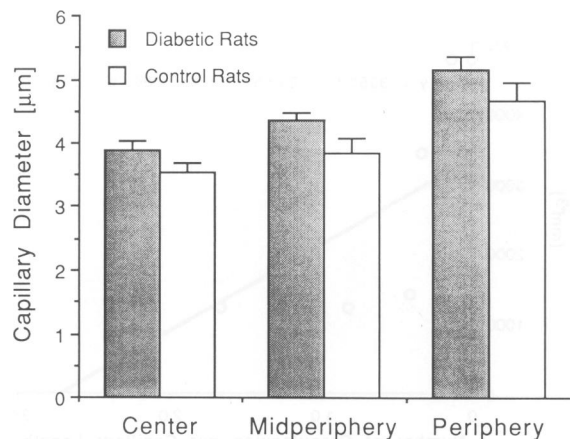 6
Diabetic Rats
5
Control Rats
4
3
2
1
0
Capillary Diameter [µm]
Center Midperiphery Periphery